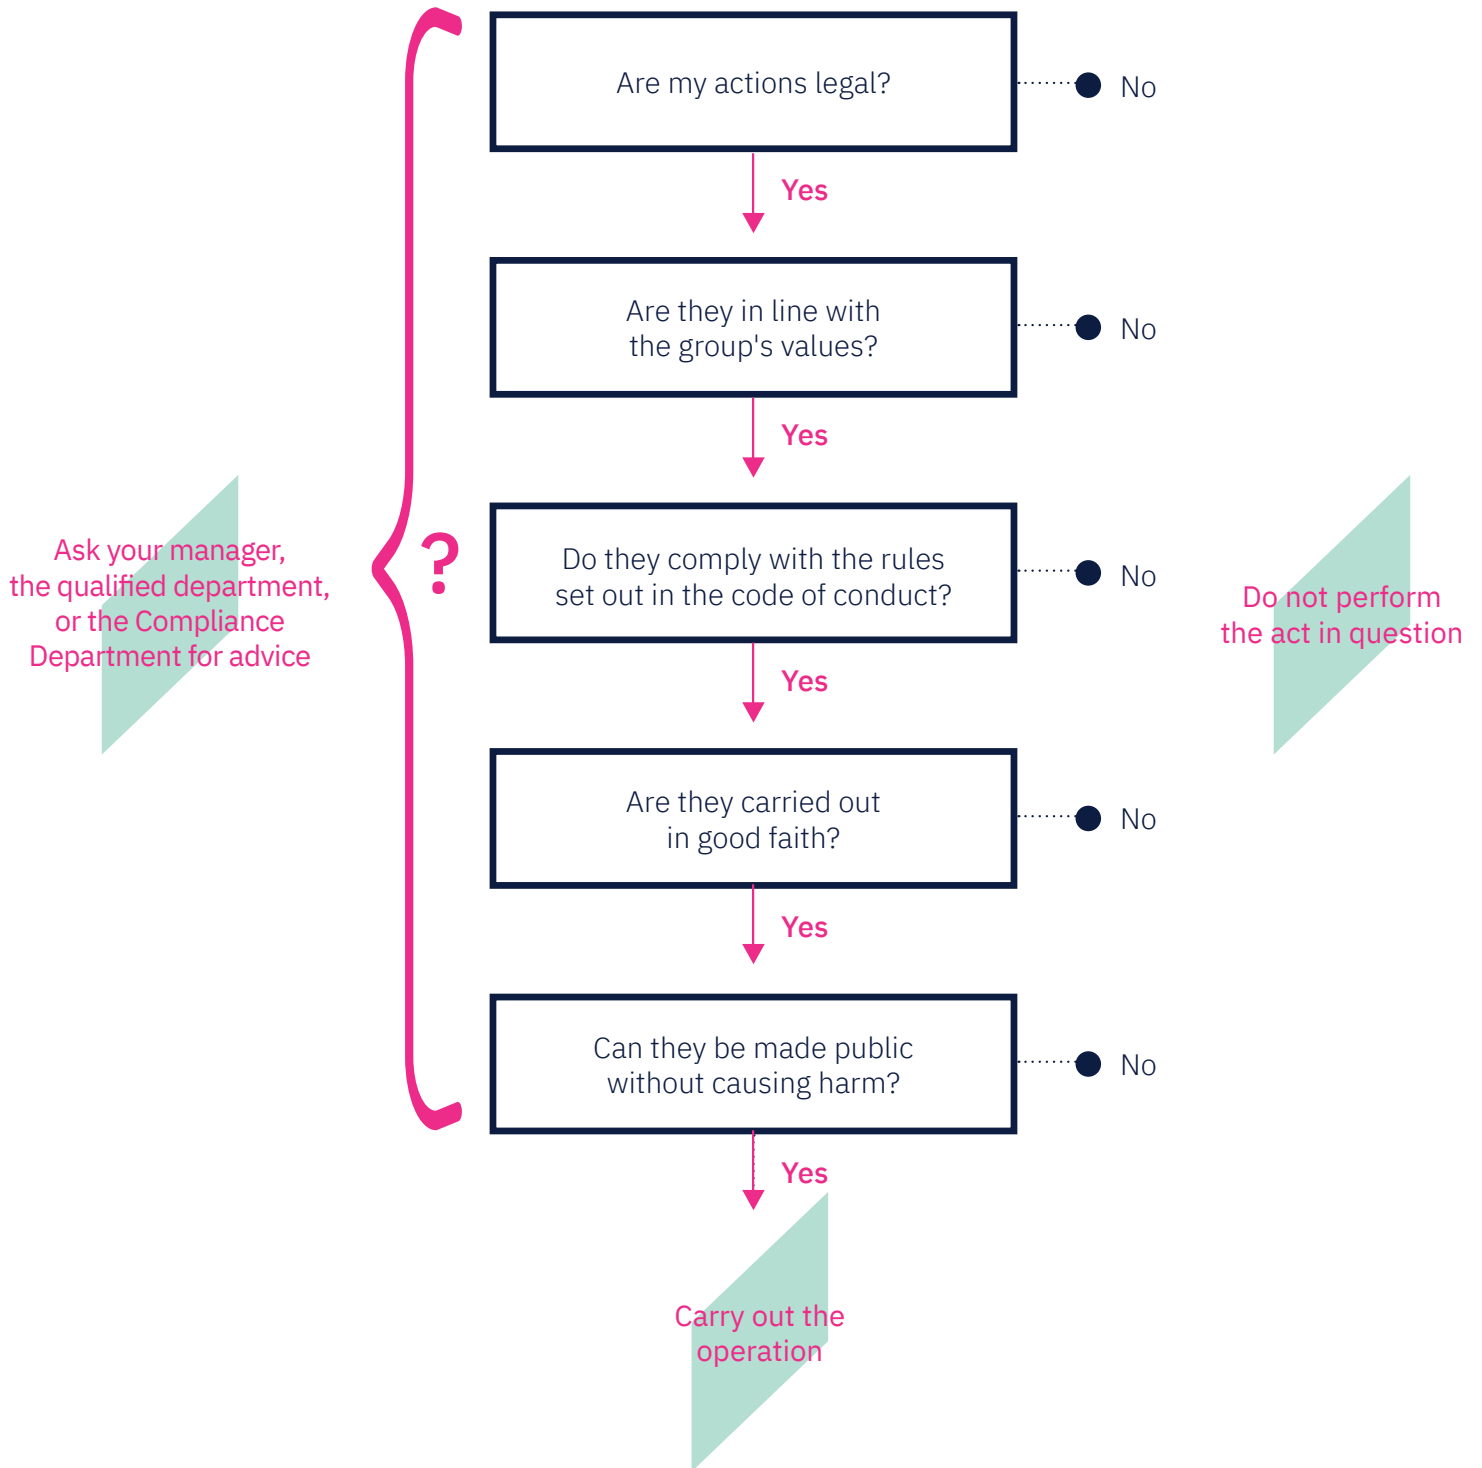 Are my actions legal?
No
Yes
Are they in line with
the group's values?
No
Yes
Ask your manager,
the qualified department,
or the Compliance
Department for advice
?
Do they comply with the rules
set out in the code of conduct?
No
Do not perform
the act in question
Yes
Are they carried out
in good faith?
No
Yes
Can they be made public
without causing harm?
No
Yes
Carry out the
operation